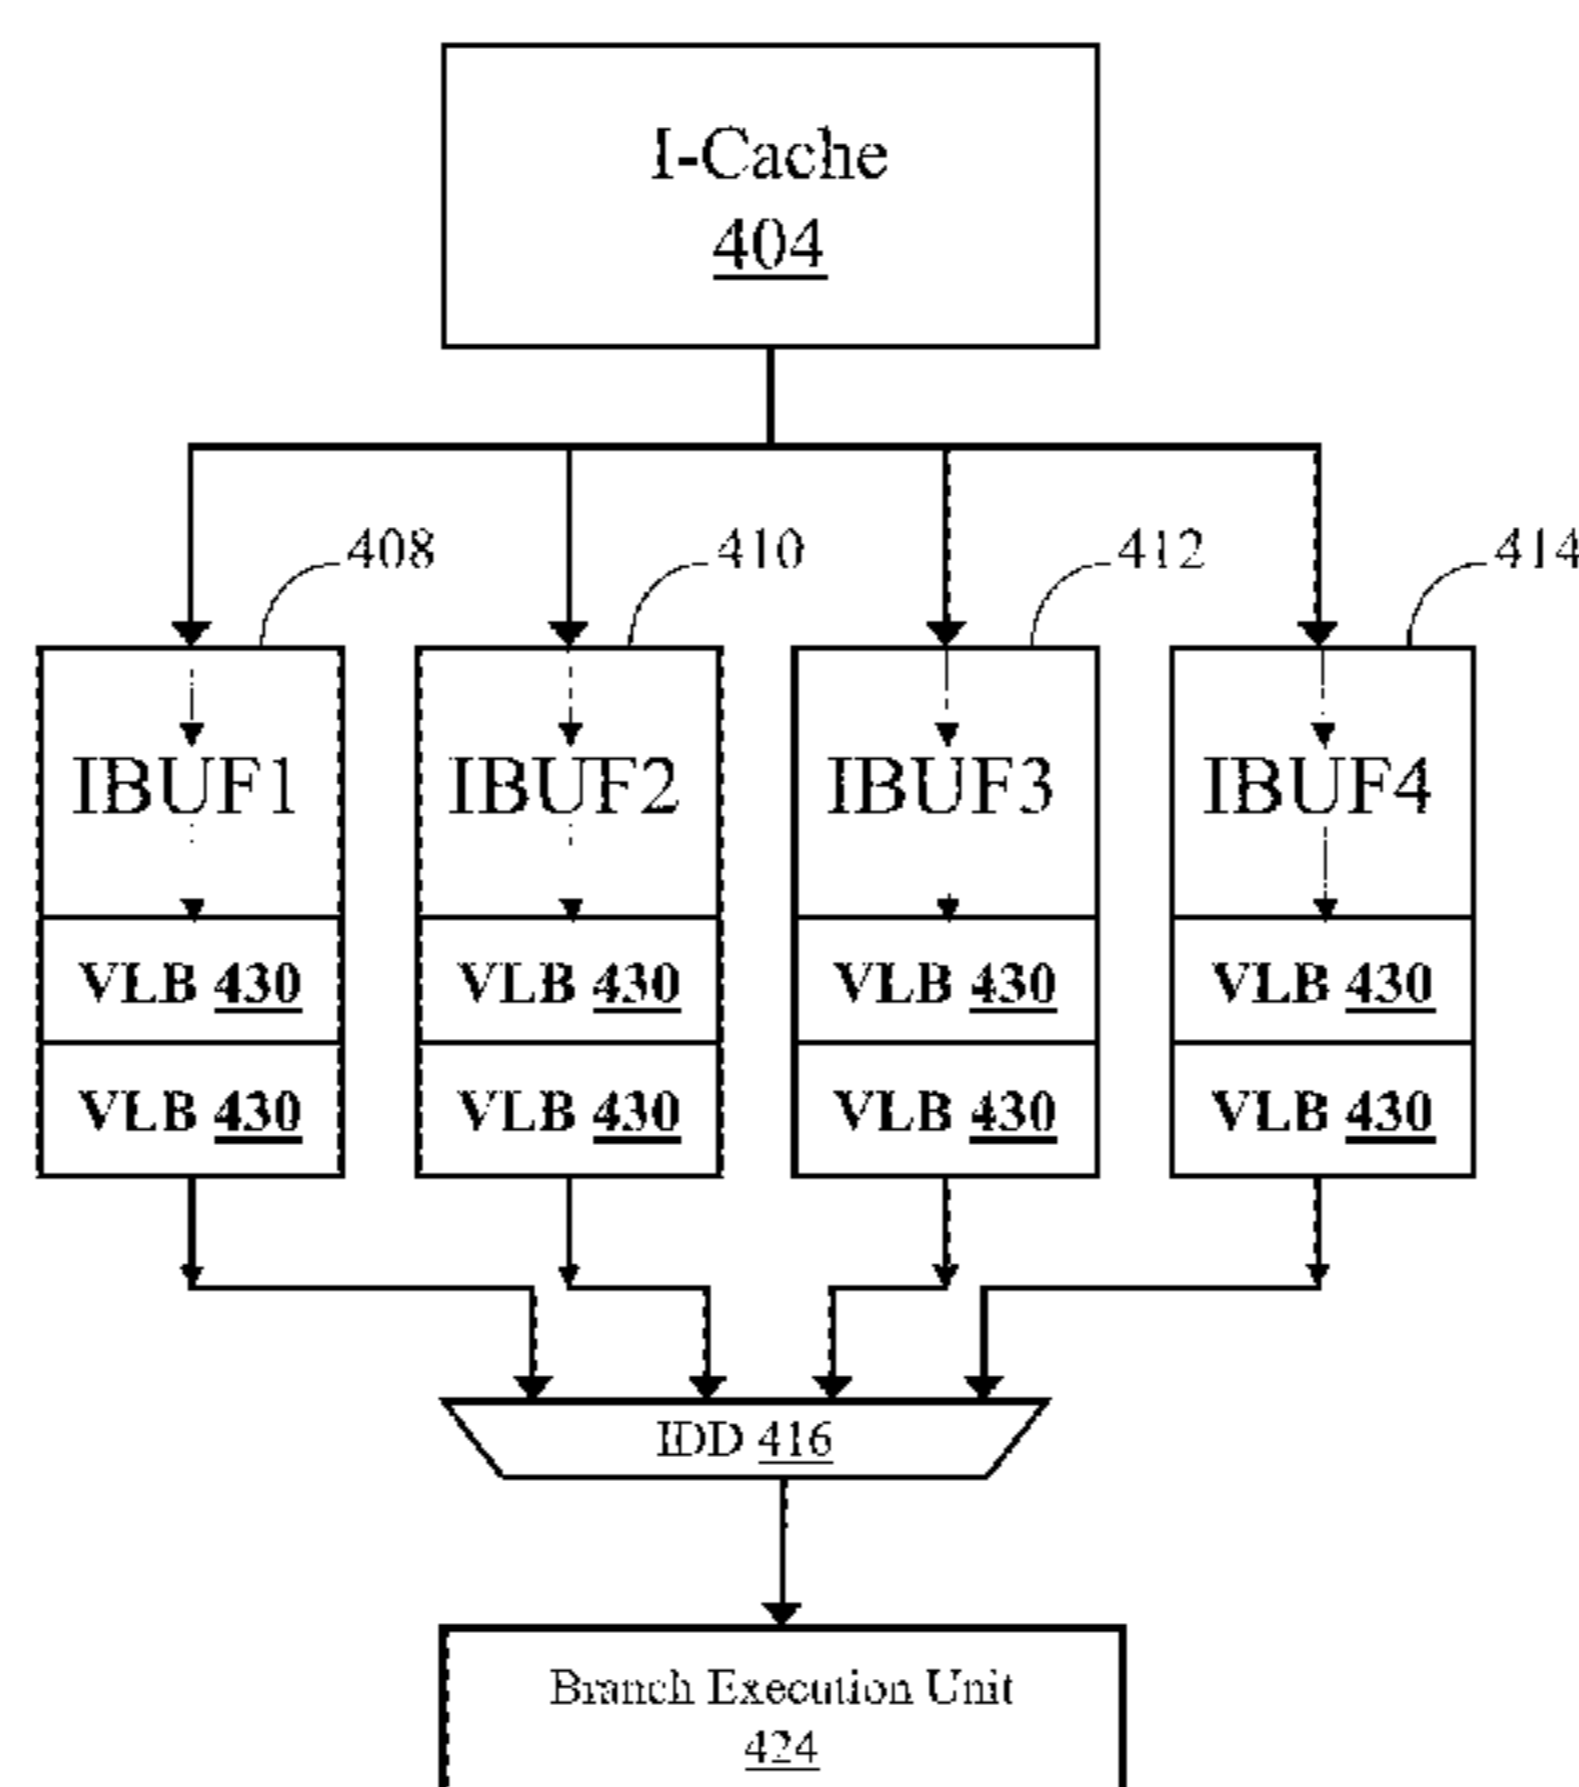 I-Cache
404
408
410
412
414
IBUF1
IBUF2
IBUF3
IBUF4
VLB 430
VLB 430
VLB 430
VLB 430
VLB 430
VLB 430
VLB 430
VLB 430
IDD 416
Branch Execution Unit
424